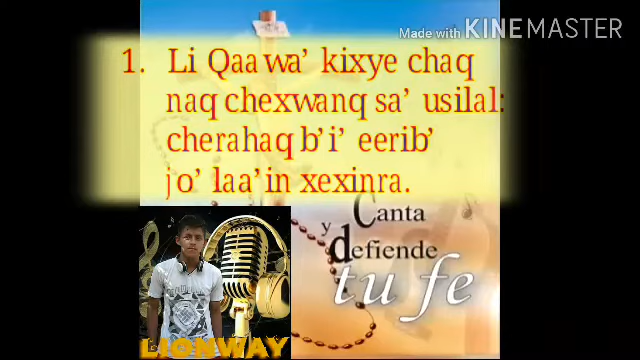 Made with KINEMASTER
1. Li Qaawa’ kixye chaq
naq chexwanq sa’ usilal:
cherahaq b’i’ eerib’
jo’ laa’in xexinra.
Canta
y
defiende
tu fe
LIONWAY